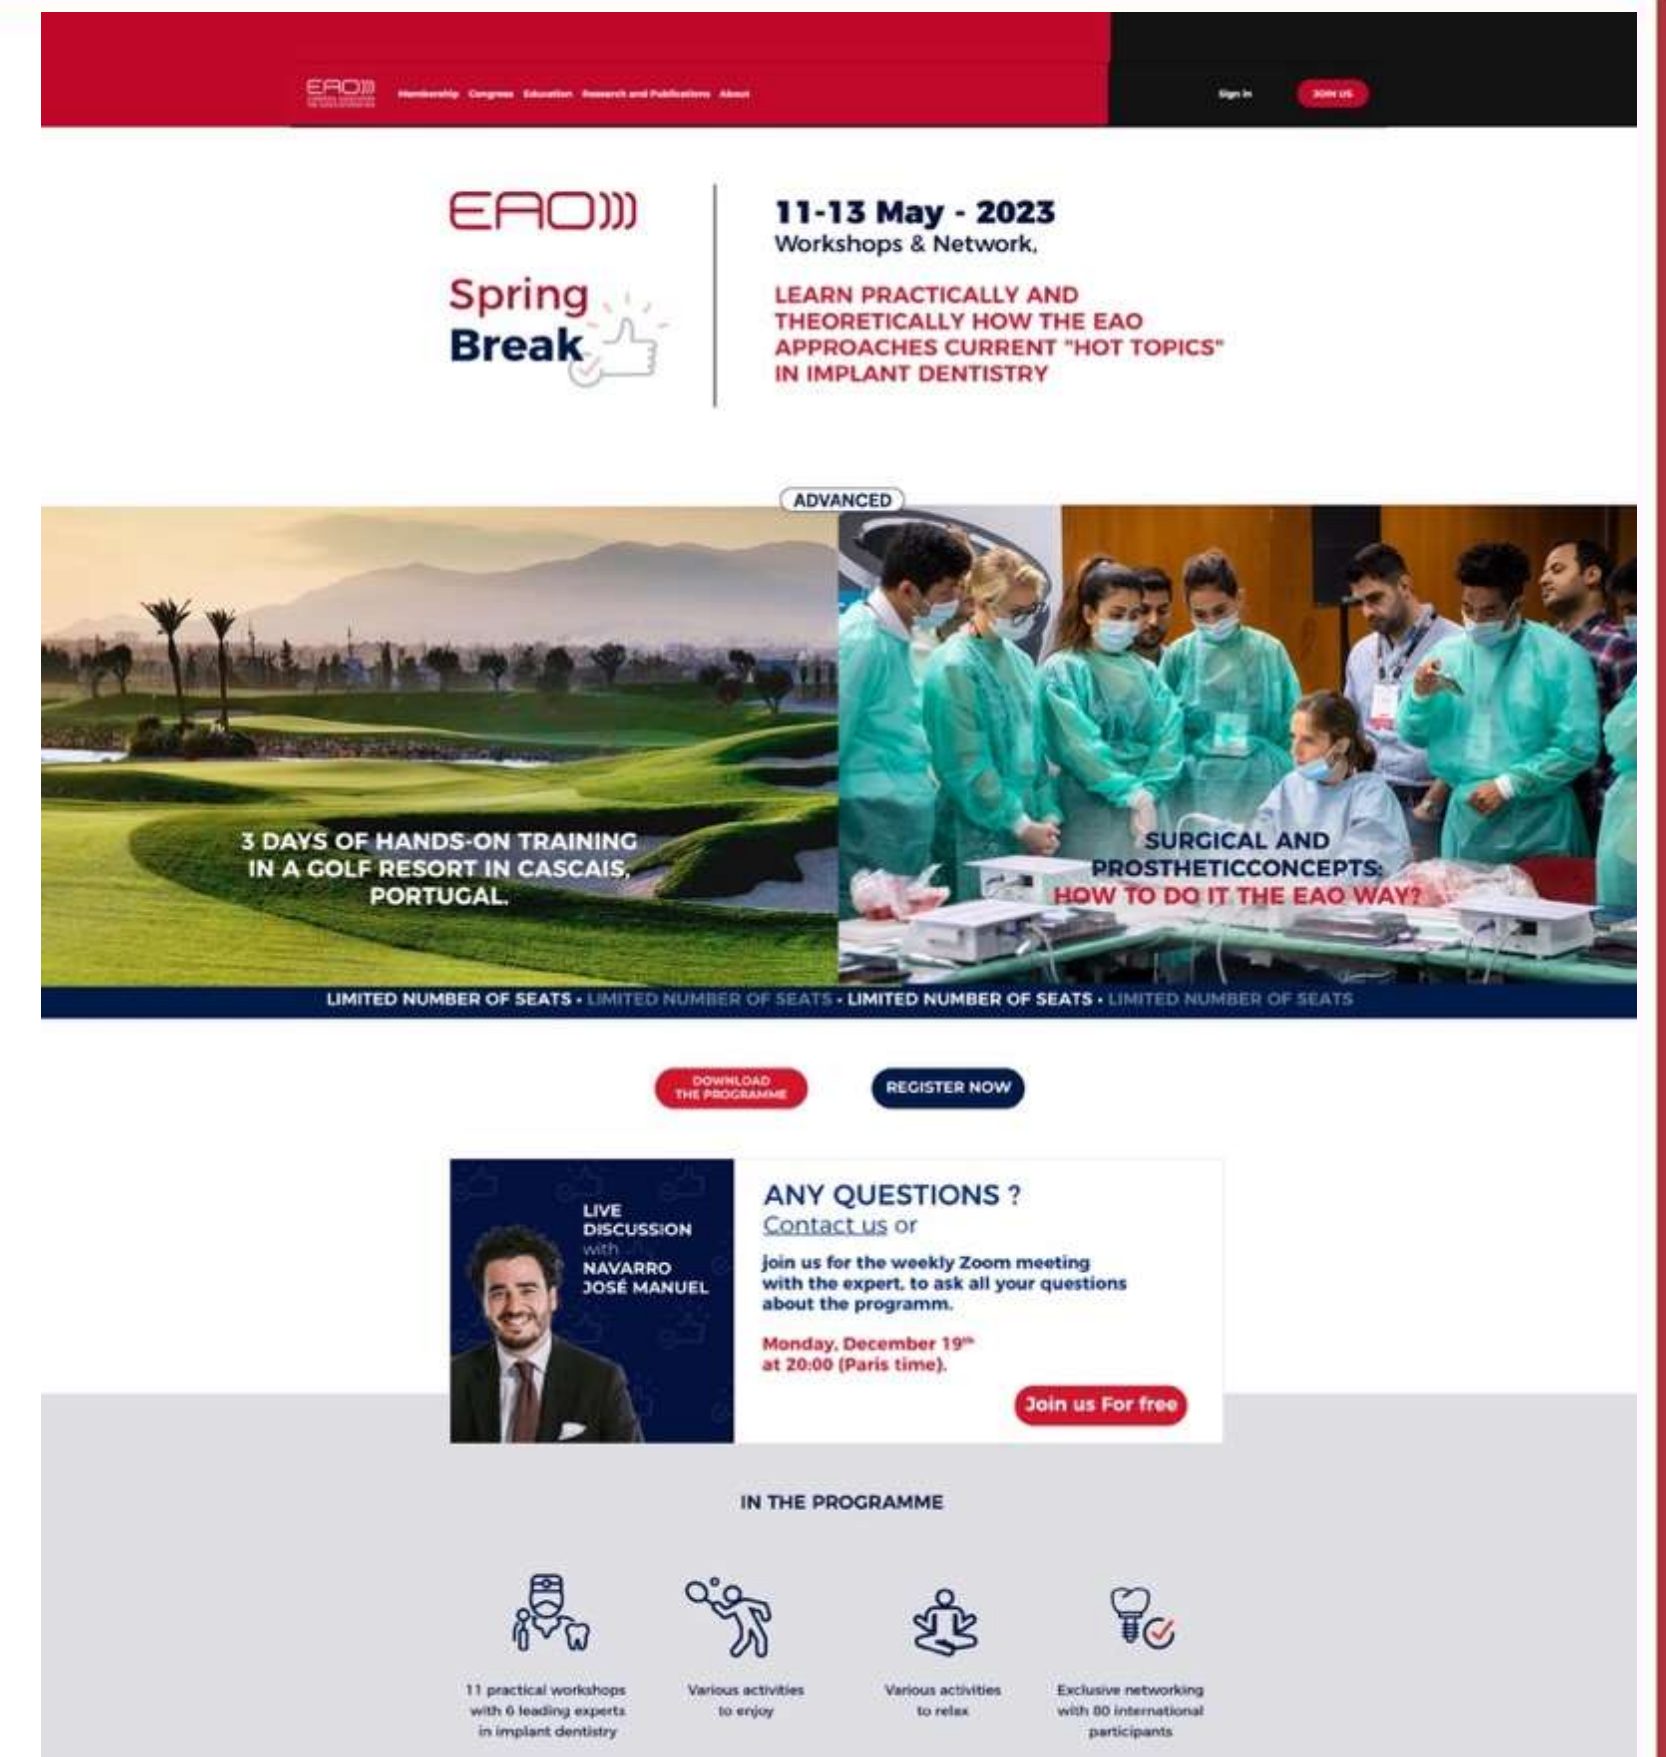 EAO)))
Membership Congress Education Research and Publications About
Sign in
JOIN US
EAO)))
Spring
Break
11-13 May - 2023
Workshops & Network,
LEARN PRACTICALLY AND
THEORETICALLY HOW THE EAO
APPROACHES CURRENT "HOT TOPICS"
IN IMPLANT DENTISTRY
ADVANCED
3 DAYS OF HANDS-ON TRAINING
IN A GOLF RESORT IN CASCAIS,
PORTUGAL.
SURGICAL AND
PROSTHETICCONCEPTS:
HOW TO DO IT THE EAO WAY?
LIMITED NUMBER OF SEATS • LIMITED NUMBER OF SEATS • LIMITED NUMBER OF SEATS • LIMITED NUMBER OF SEATS
DOWNLOAD
THE PROGRAMME
REGISTER NOW
LIVE
DISCUSSION
with
NAVARRO
JOSÉ MANUEL
ANY QUESTIONS ?
Contact us or
join us for the weekly Zoom meeting
with the expert, to ask all your questions
about the programm.
Monday, December 19th
at 20:00 (Paris time).
Join us For free
IN THE PROGRAMME
11 practical workshops
with 6 leading experts
in implant dentistry
Various activities
to enjoy
Various activities
to relax
Exclusive networking
with 80 international
participants